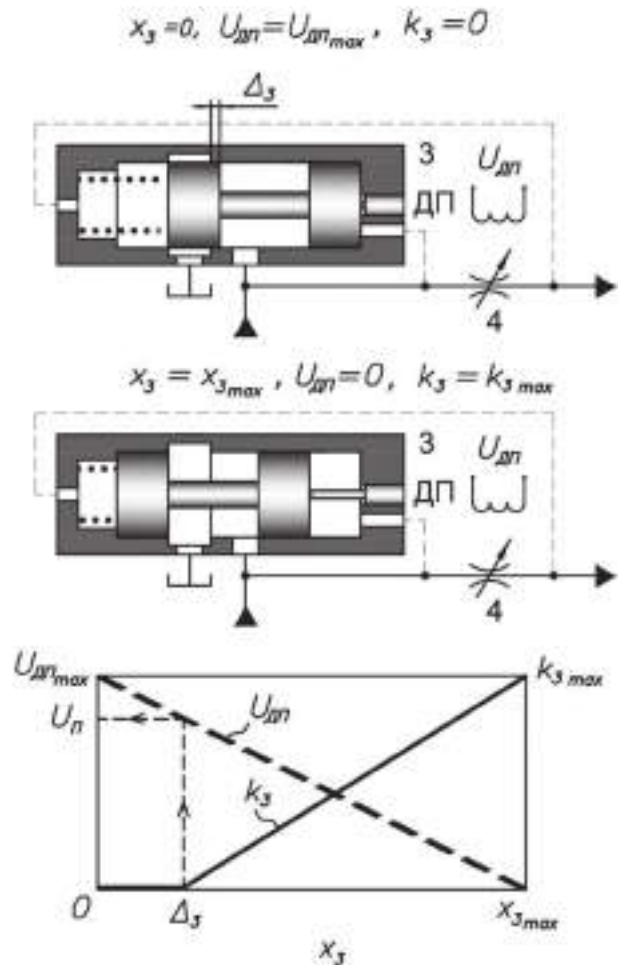 x₃=0, U_ДП=U_ДПmax, k₃=0
Δ₃
3 U_ДП
ДП
4
x₃ = x₃max, U_ДП=0, k₃=k₃max
3 U_ДП
ДП
4
U_ДПmax k₃max
U_П U_ДП
k₃
0 Δ₃ x₃max
x₃